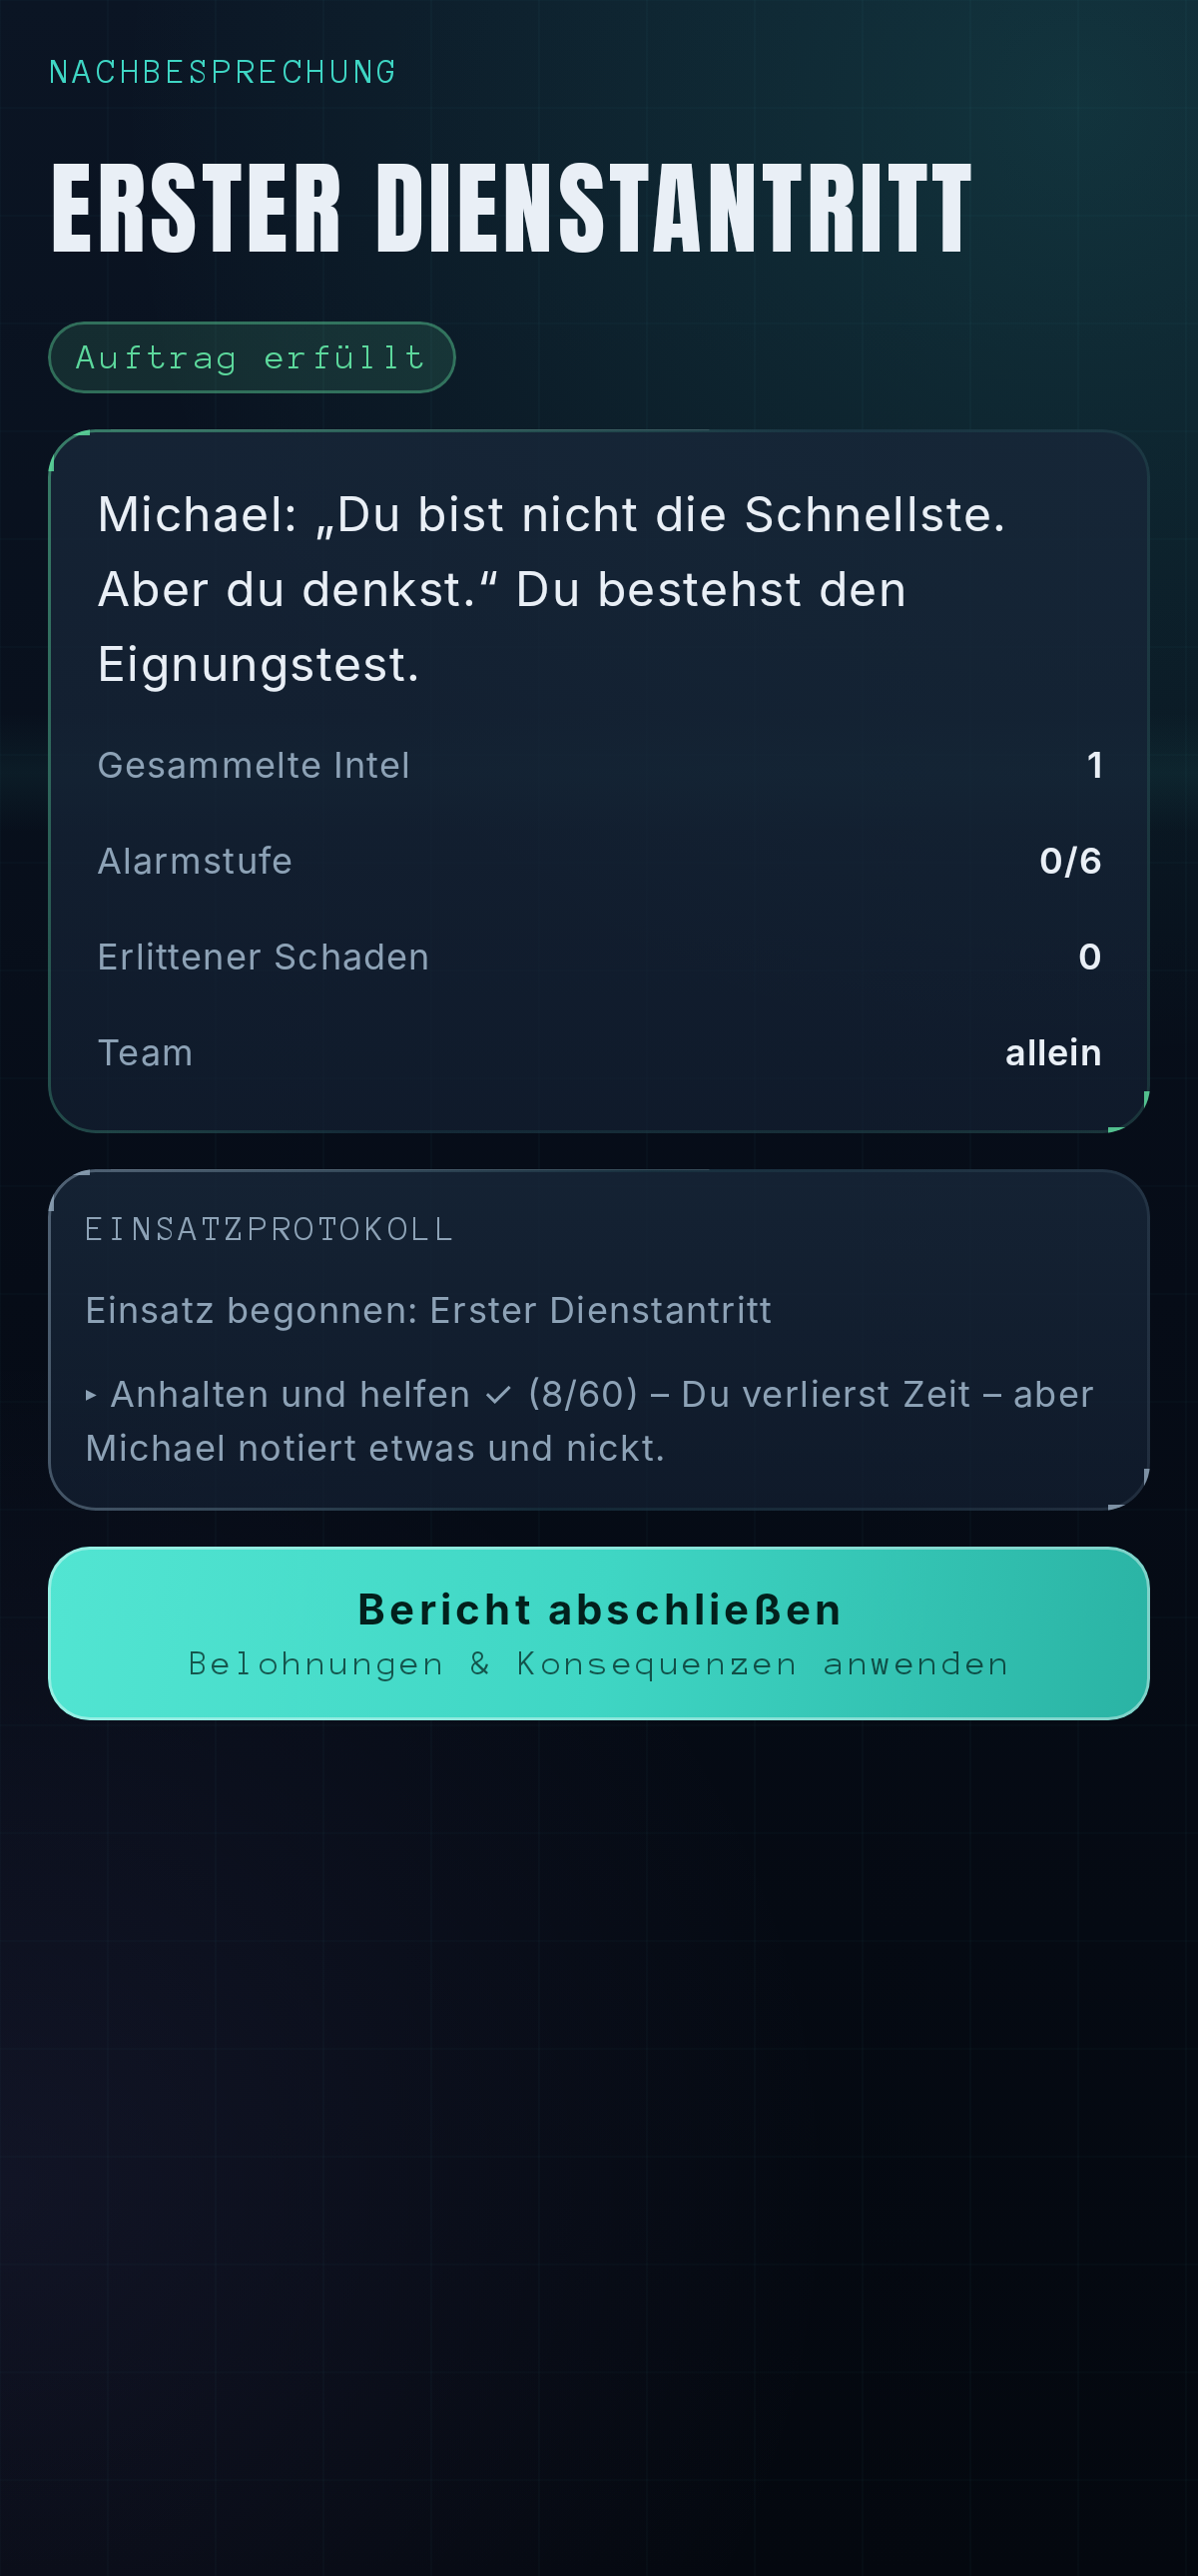 NACHBESPRECHUNG
ERSTER DIENSTANTRITT
Auftrag erfüllt
Michael: „Du bist nicht die Schnellste.
Aber du denkst.“ Du bestehst den
Eignungstest.
Gesammelte Intel 1
Alarmstufe 0/6
Erlittener Schaden 0
Team allein
EINSATZPROTOKOLL
Einsatz begonnen: Erster Dienstantritt
▸ Anhalten und helfen ✓ (8/60) – Du verlierst Zeit – aber
Michael notiert etwas und nickt.
Bericht abschließen
Belohnungen & Konsequenzen anwenden